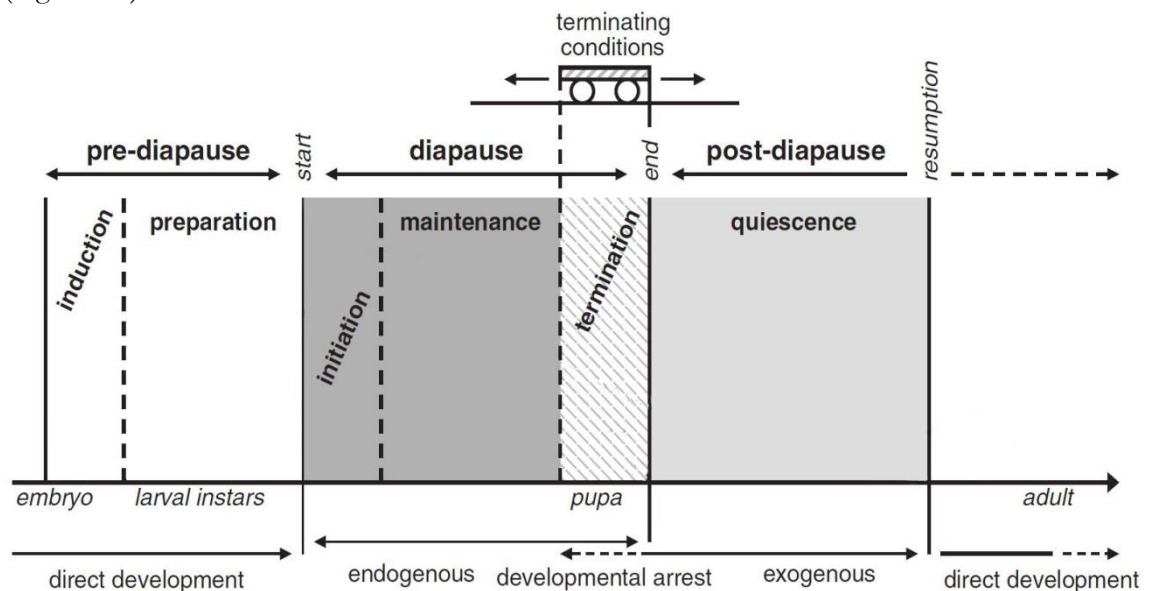 terminating
conditions
pre-diapause
start
diapause
end
post-diapause
resumption
induction
preparation
initiation
maintenance
termination
quiescence
embryo
larval instars
pupa
adult
direct development
endogenous
developmental arrest
exogenous
direct development